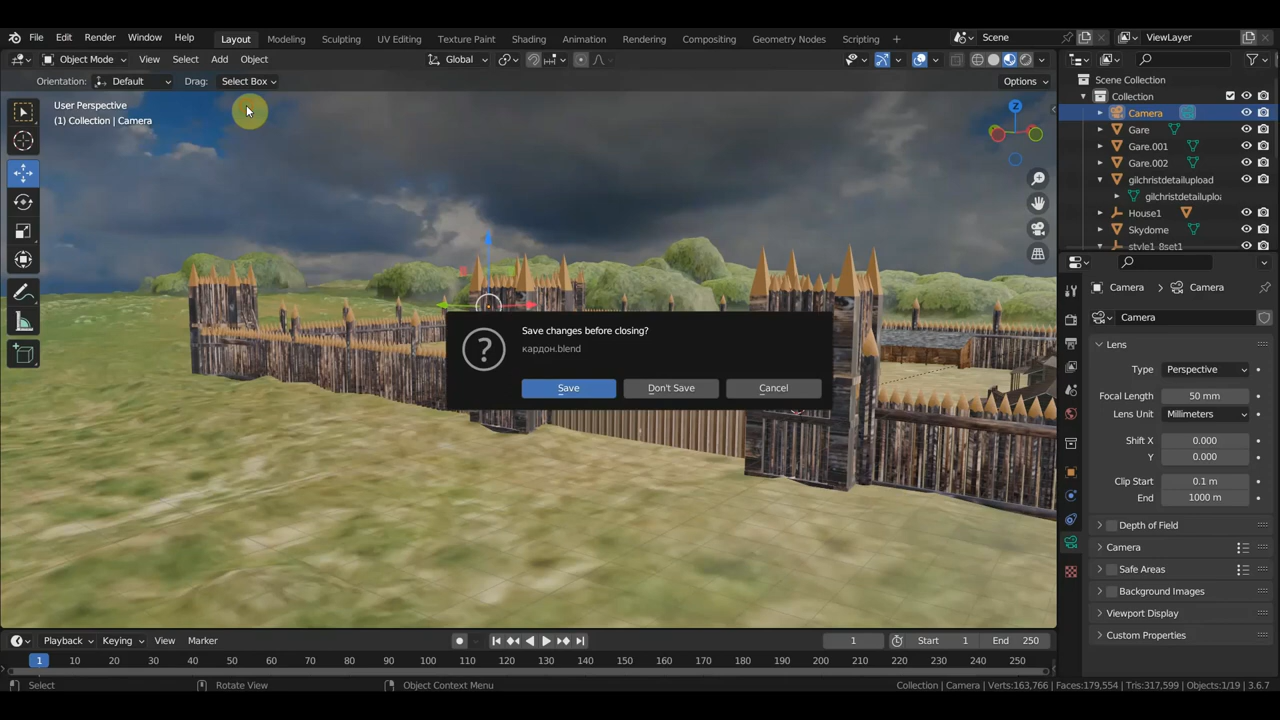 File Edit Render Window Help Layout Modeling Sculpting UV Editing Texture Paint Shading Animation Rendering Compositing Geometry Nodes Scripting Scene ViewLayer
Object Mode View Select Add Object Global
Orientation: Default Drag: Select Box Options
User Perspective
(1) Collection | Camera
Z
Scene Collection
Collection
Camera
Gare
Gare.001
Gare.002
gilchristdetailupload
gilchristdetailuploa
House1
Skydome
style1_8set1
Save changes before closing?
кардон.blend
Save Don't Save Cancel
Camera Camera
Camera
Lens
Type Perspective
Focal Length 50 mm
Lens Unit Millimeters
Shift X 0.000
Y 0.000
Clip Start 0.1 m
End 1000 m
Depth of Field
Camera
Safe Areas
Background Images
Viewport Display
Custom Properties
Playback Keying View Marker 1 Start 1 End 250
1 10 20 30 40 50 60 70 80 90 100 110 120 130 140 150 160 170 180 190 200 210 220 230 240 250
Select Rotate View Object Context Menu Collection | Camera | Verts:163,766 | Faces:179,554 | Tris:317,599 | Objects:1/19 | 3.6.7